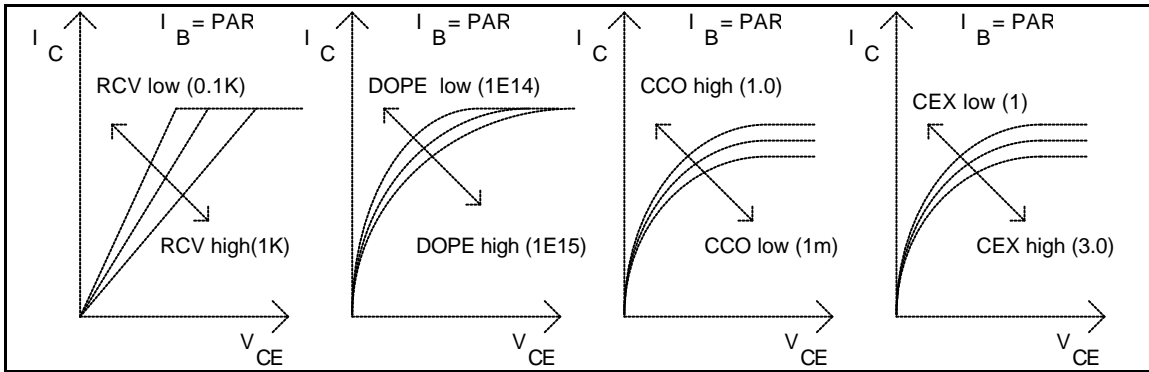 I B = PAR
I C
RCV low (0.1K)
RCV high(1K)
V CE
I B = PAR
I C
DOPE low (1E14)
DOPE high (1E15)
V CE
I B = PAR
I C
CCO high (1.0)
CCO low (1m)
V CE
I B = PAR
I C
CEX low (1)
CEX high (3.0)
V CE